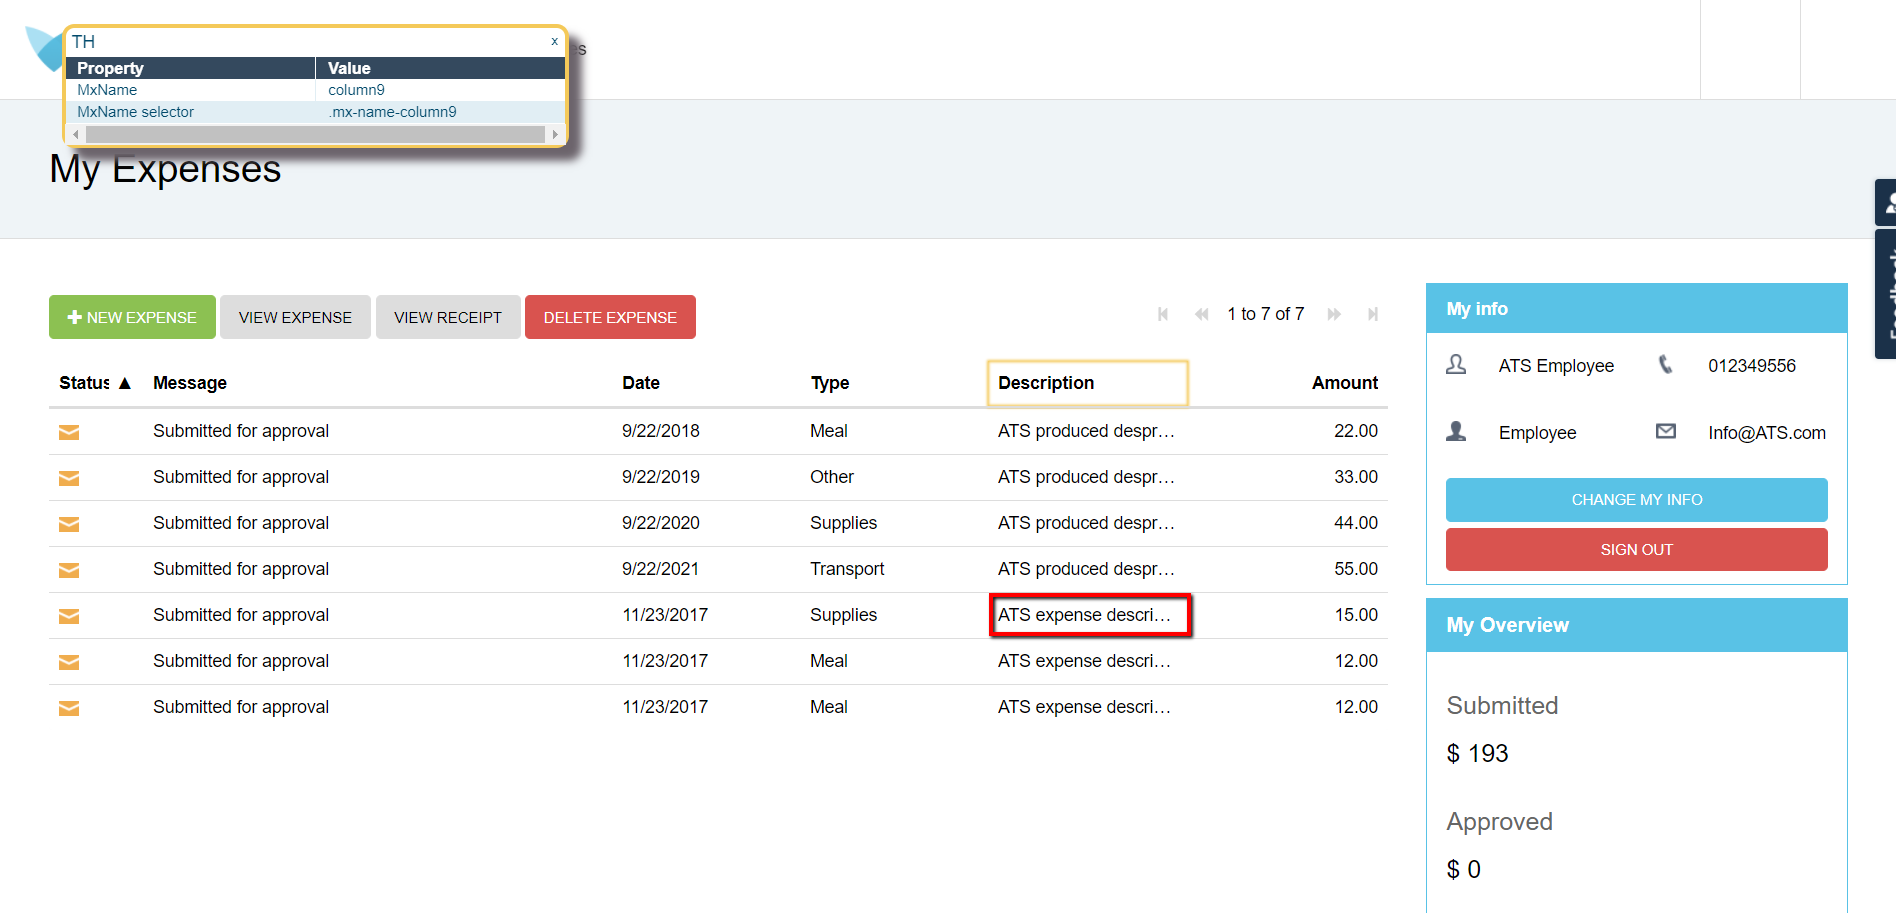 TH x
Property Value
MxName column9
MxName selector .mx-name-column9
My Expenses
NEW EXPENSE VIEW EXPENSE VIEW RECEIPT DELETE EXPENSE
1 to 7 of 7
Status ▲ Message Date Type Description Amount
Submitted for approval 9/22/2018 Meal ATS produced despr... 22.00
Submitted for approval 9/22/2019 Other ATS produced despr... 33.00
Submitted for approval 9/22/2020 Supplies ATS produced despr... 44.00
Submitted for approval 9/22/2021 Transport ATS produced despr... 55.00
Submitted for approval 11/23/2017 Supplies ATS expense descri... 15.00
Submitted for approval 11/23/2017 Meal ATS expense descri... 12.00
Submitted for approval 11/23/2017 Meal ATS expense descri... 12.00
My info
ATS Employee 012349556
Employee Info@ATS.com
CHANGE MY INFO
SIGN OUT
My Overview
Submitted
$ 193
Approved
$ 0